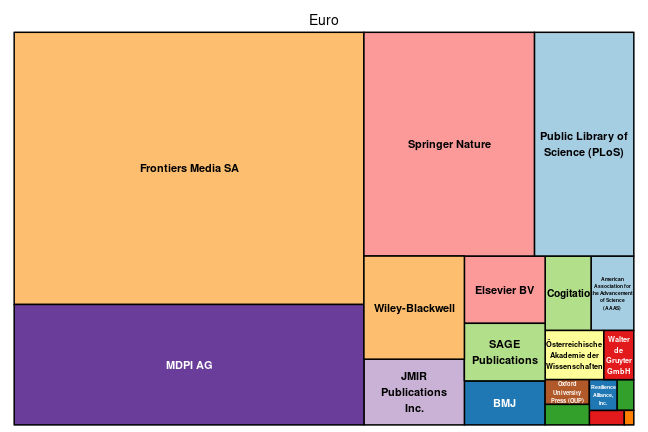 Euro
Frontiers Media SA
Springer Nature
Public Library of
Science (PLoS)
MDPI AG
Wiley-Blackwell
JMIR
Publications
Inc.
Elsevier BV
SAGE
Publications
BMJ
Cogitatio
American
Association for
the Advancement
of Science
(AAAS)
Österreichische
Akademie der
Wissenschaften
Walter
de
Gruyter
GmbH
Oxford
University
Press (OUP)
Resilience
Alliance,
Inc.